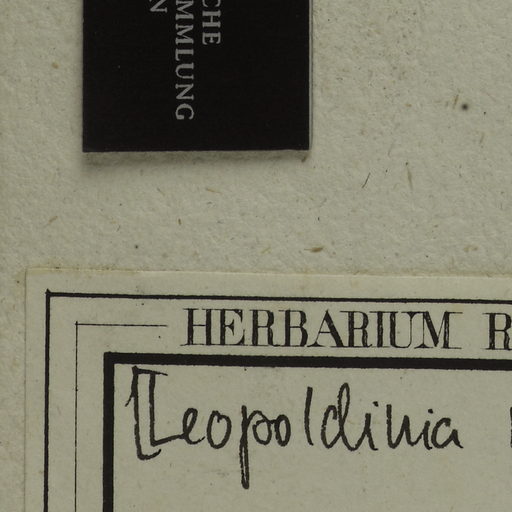 CHE
MMLUNG
N
HERBARIUM R
[Leopoldinia